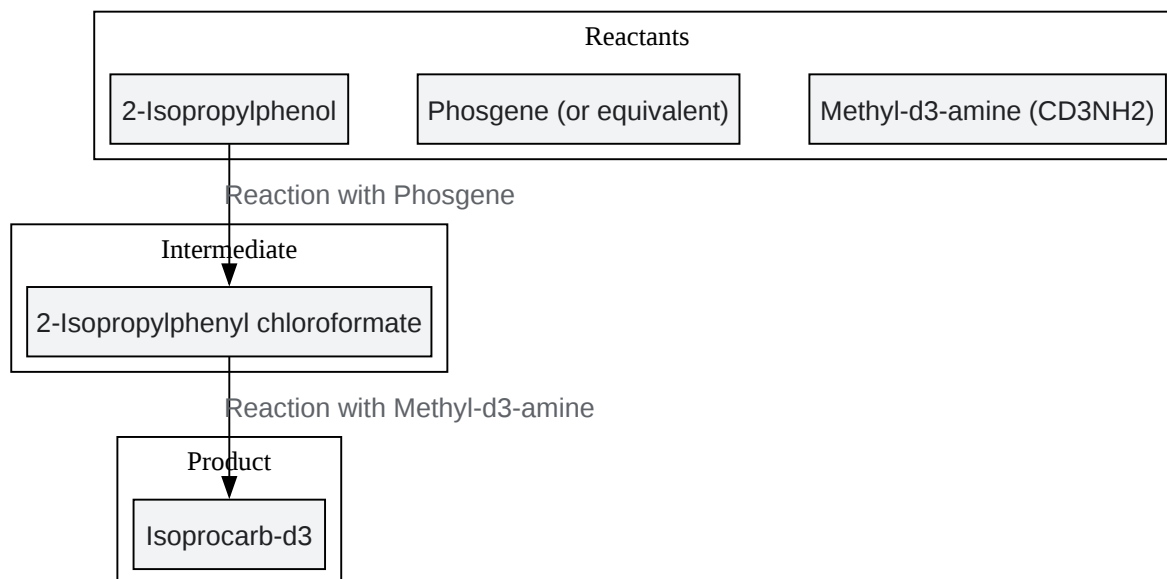 Reactants
2-Isopropylphenol
Phosgene (or equivalent)
Methyl-d3-amine (CD3NH2)
Reaction with Phosgene
Intermediate
2-Isopropylphenyl chloroformate
Reaction with Methyl-d3-amine
Product
Isoprocarb-d3